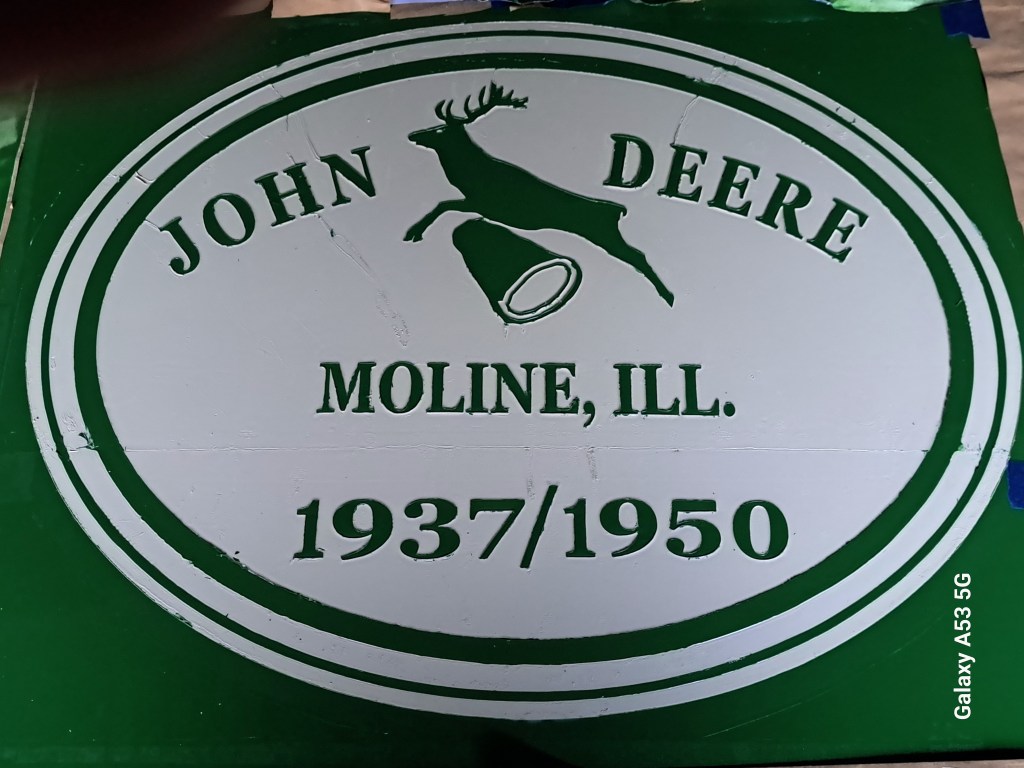 JOHN DEERE
MOLINE, ILL.
1937/1950
Galaxy A53 5G